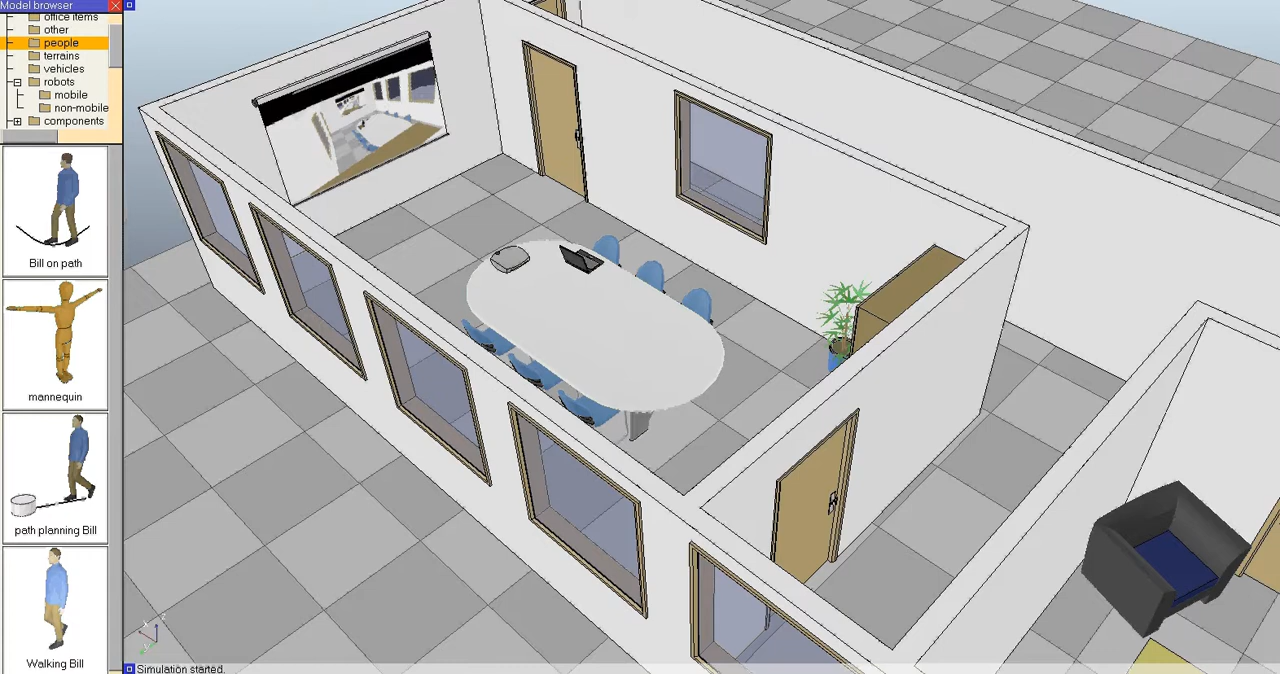 Model browser
office items
other
people
terrains
vehicles
robots
mobile
non-mobile
components
Bill on path
mannequin
path planning Bill
Walking Bill
Simulation started.